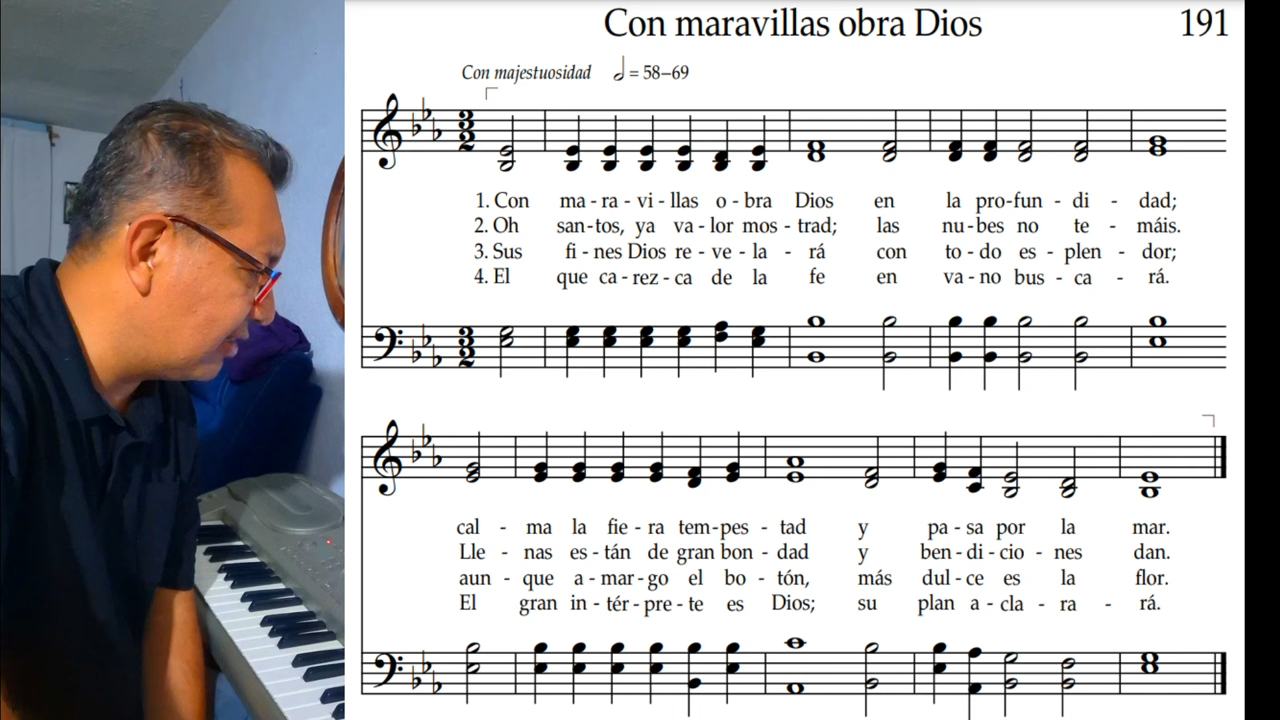 Con maravillas obra Dios 191
Con majestuosidad 𝅗𝅥 = 58–69
3
2
1. Con ma - ra - vi - llas o - bra Dios en la pro - fun - di - dad;
2. Oh san - tos, ya va - lor mos - trad; las nu - bes no te - máis.
3. Sus fi - nes Dios re - ve - la - rá con to - do es - plen - dor;
4. El que ca - rez - ca de la fe en va - no bus - ca - rá.
3
2
cal - ma la fie - ra tem - pes - tad y pa - sa por la mar.
Lle - nas es - tán de gran bon - dad y ben - di - cio - nes dan.
aun - que a - mar - go el bo - tón, más dul - ce es la flor.
El gran in - tér - pre - te es Dios; su plan a - cla - ra - rá.